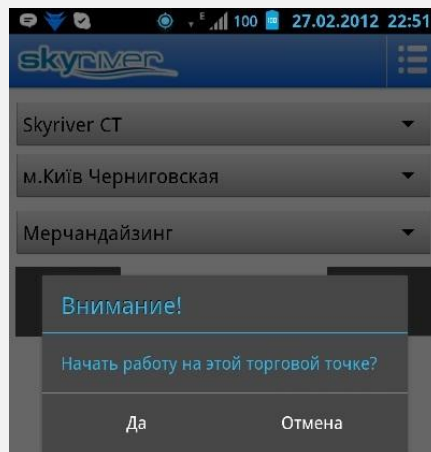 E 100 27.02.2012 22:51
skyriver
Skyriver CT
м.Київ Черниговская
Мерчандайзинг
Внимание!
Начать работу на этой торговой точке?
Да Отмена